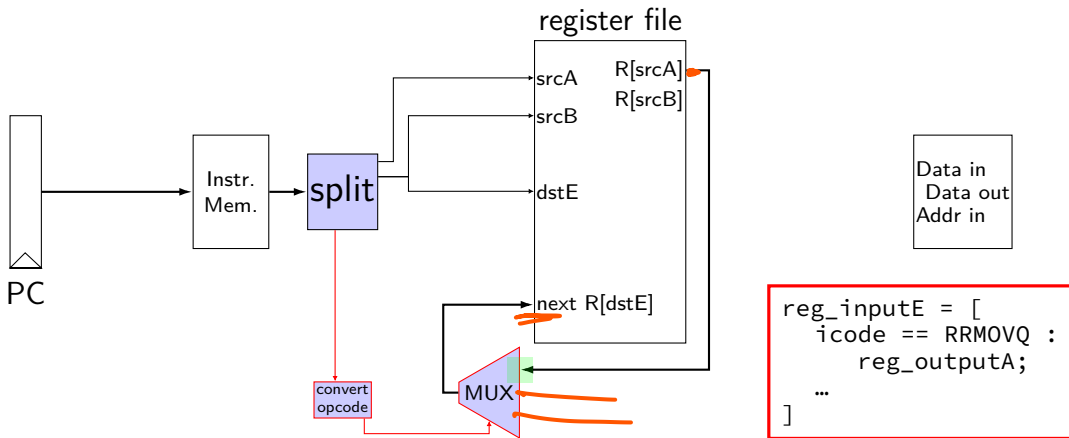 register file
srcA
R[srcA]
R[srcB]
srcB
Instr.
Mem.
split
dstE
Data in
Data out
Addr in
PC
next R[dstE]
MUX
convert
opcode
reg_inputE = [
icode == RRMOVQ :
reg_outputA;
…
]